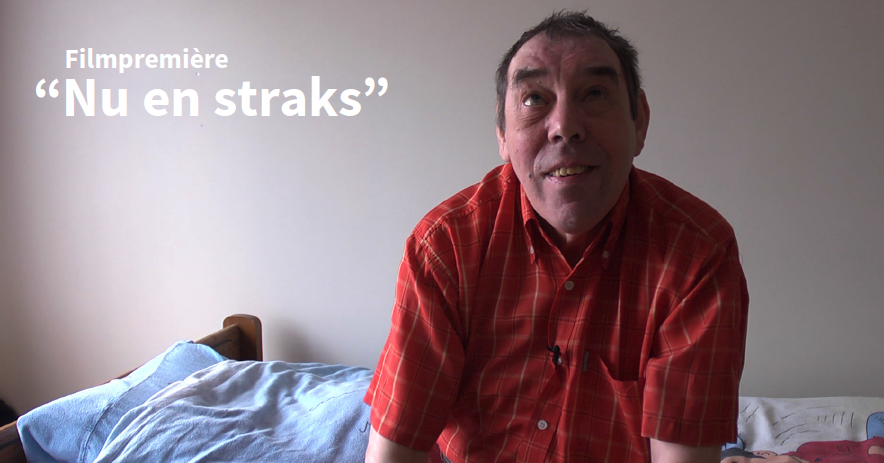 Filmpremière
“Nu en straks”